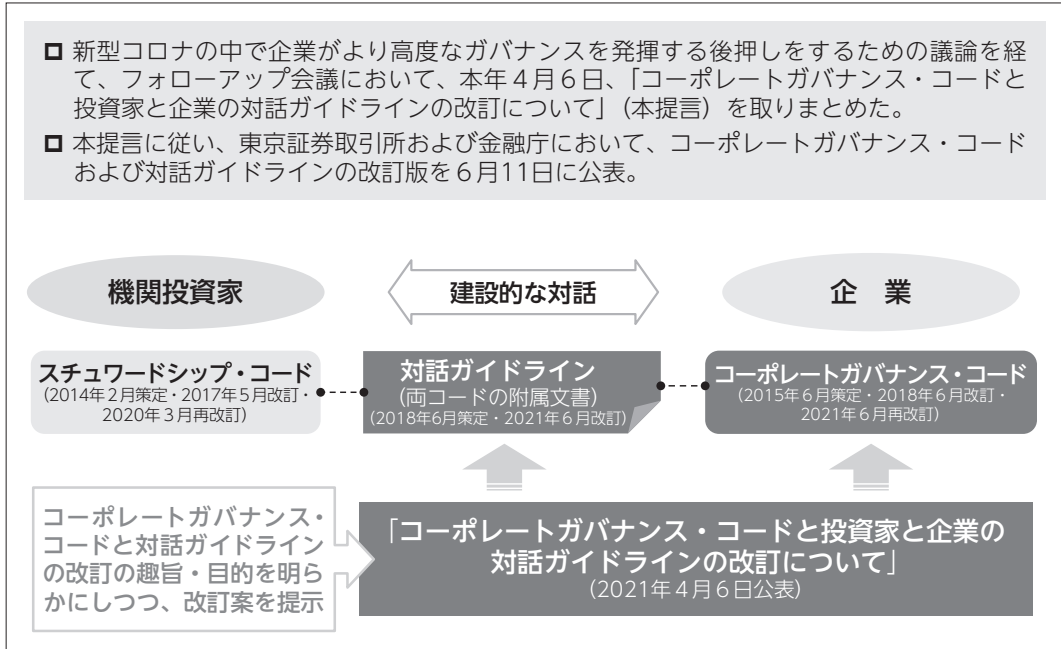 新型コロナの中で企業がより高度なガバナンスを発揮する後押しをするための議論を経
て、フォローアップ会議において、本年４月６日、「コーポレートガバナンス・コードと
投資家と企業の対話ガイドラインの改訂について」（本提言）を取りまとめた。
本提言に従い、東京証券取引所および金融庁において、コーポレートガバナンス・コード
および対話ガイドラインの改訂版を６月11日に公表。
機関投資家
建設的な対話
企　業
スチュワードシップ・コード
(2014年２月策定・2017年５月改訂・
2020年３月再改訂)
対話ガイドライン
(両コードの附属文書)
(2018年6月策定・2021年６月改訂)
コーポレートガバナンス・コード
(2015年６月策定・2018年６月改訂・
2021年６月再改訂)
コーポレートガバナンス・
コードと対話ガイドライン
の改訂の趣旨・目的を明ら
かにしつつ、改訂案を提示
「コーポレートガバナンス・コードと投資家と企業の
対話ガイドラインの改訂について」
(2021年４月６日公表)